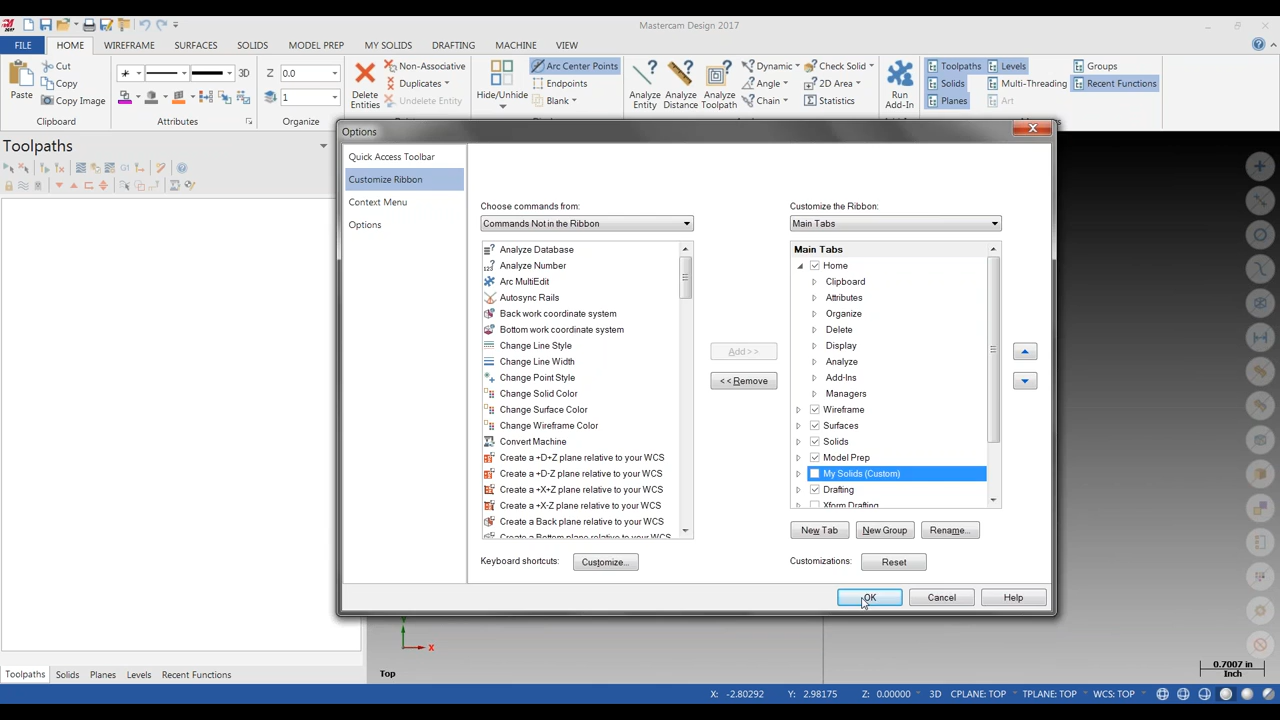 Mastercam Design 2017
FILE HOME WIREFRAME SURFACES SOLIDS MODEL PREP MY SOLIDS DRAFTING MACHINE VIEW
Paste
Cut
Copy
Copy Image
Clipboard
3D
Attributes
Z 0.0
1
Organize
Delete Entities
Non-Associative
Duplicates
Undelete Entity
Hide/Unhide
Arc Center Points
Endpoints
Blank
Analyze Entity
Analyze Distance
Analyze Toolpath
Dynamic
Angle
Chain
Check Solid
2D Area
Statistics
Run Add-In
Toolpaths
Solids
Planes
Levels
Multi-Threading
Art
Groups
Recent Functions
Toolpaths
G1
Options
Quick Access Toolbar
Customize Ribbon
Context Menu
Options
Choose commands from:
Commands Not in the Ribbon
Analyze Database
Analyze Number
Arc MultiEdit
Autosync Rails
Back work coordinate system
Bottom work coordinate system
Change Line Style
Change Line Width
Change Point Style
Change Solid Color
Change Surface Color
Change Wireframe Color
Convert Machine
Create a +D+Z plane relative to your WCS
Create a +D-Z plane relative to your WCS
Create a +X+Z plane relative to your WCS
Create a +X-Z plane relative to your WCS
Create a Back plane relative to your WCS
Create a Bottom plane relative to your WCS
Keyboard shortcuts: Customize...
Add >>
<< Remove
Customize the Ribbon:
Main Tabs
Main Tabs
Home
Clipboard
Attributes
Organize
Delete
Display
Analyze
Add-Ins
Managers
Wireframe
Surfaces
Solids
Model Prep
My Solids (Custom)
Drafting
Xform Drafting
New Tab New Group Rename...
Customizations: Reset
OK Cancel Help
Y
X
Top
0.7007 in
Inch
Toolpaths Solids Planes Levels Recent Functions
X: -2.80292 Y: 2.98175 Z: 0.00000 3D CPLANE: TOP TPLANE: TOP WCS: TOP